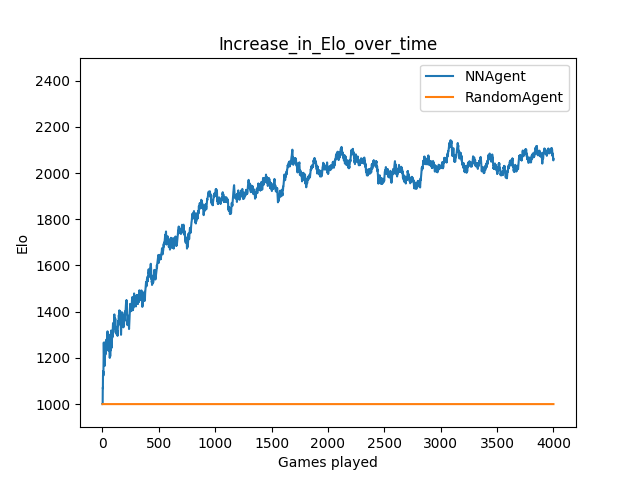 Increase_in_Elo_over_time
NNAgent
RandomAgent
2400
2200
2000
1800
1600
1400
1200
1000
Elo
0 500 1000 1500 2000 2500 3000 3500 4000
Games played